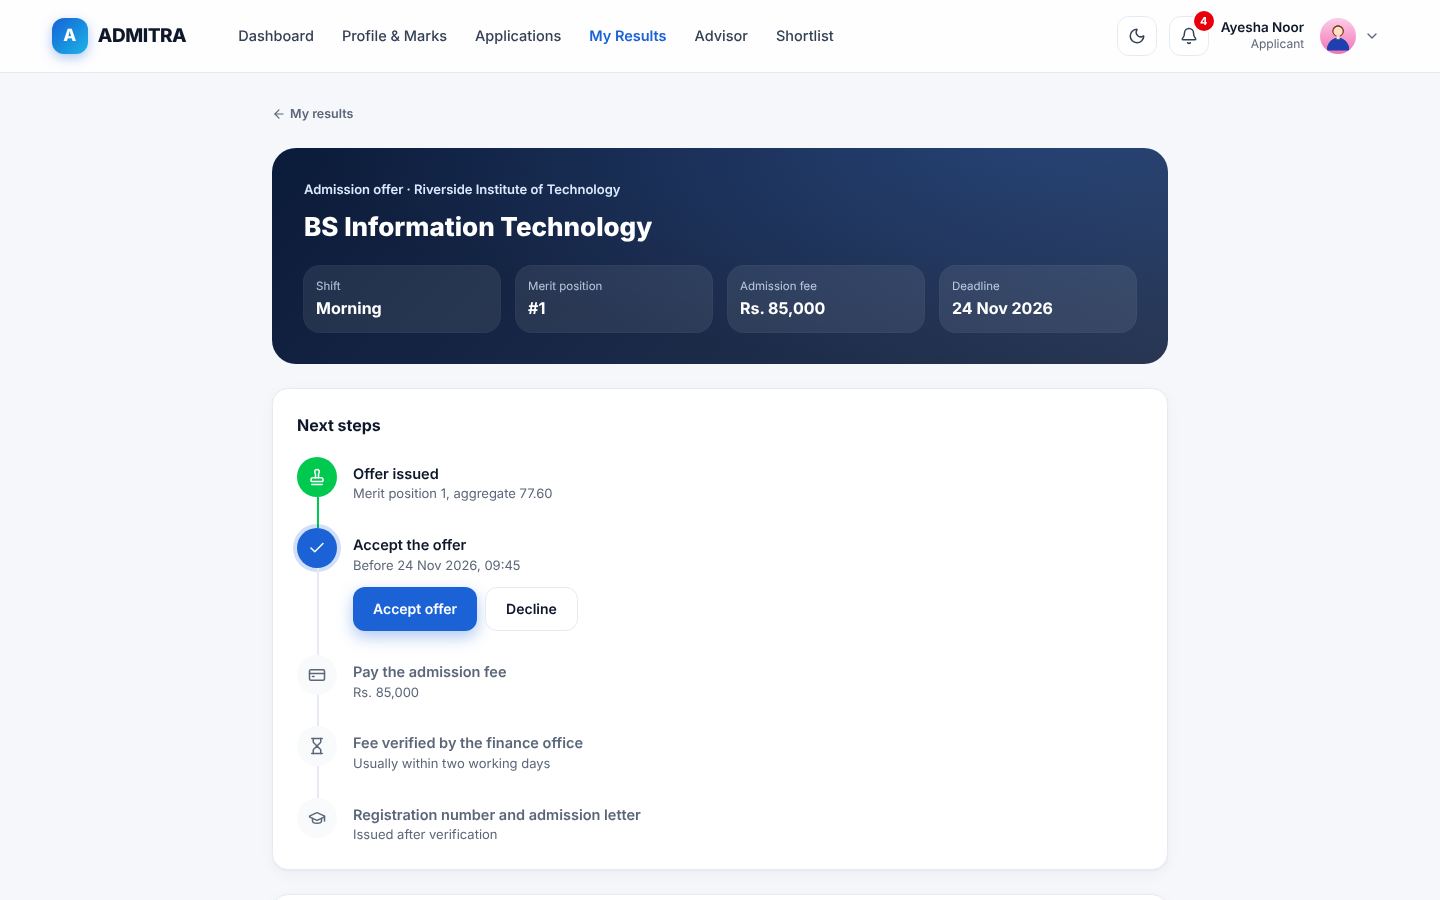 A ADMITRA
Dashboard
Profile & Marks
Applications
My Results
Advisor
Shortlist
4
Ayesha Noor
Applicant
My results
Admission offer · Riverside Institute of Technology
BS Information Technology
Shift
Morning
Merit position
#1
Admission fee
Rs. 85,000
Deadline
24 Nov 2026
Next steps
Offer issued
Merit position 1, aggregate 77.60
Accept the offer
Before 24 Nov 2026, 09:45
Accept offer
Decline
Pay the admission fee
Rs. 85,000
Fee verified by the finance office
Usually within two working days
Registration number and admission letter
Issued after verification